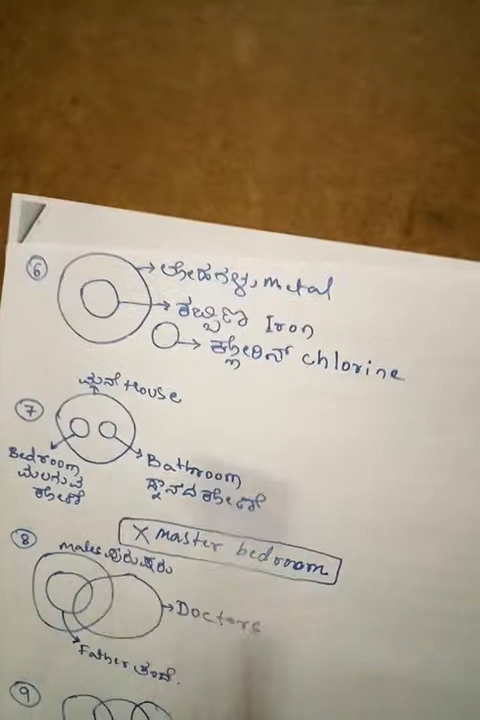 6
ಲೋಹಗಳು, metal
ಕಬ್ಬಿಣ Iron
ಕ್ಲೋರಿನ್ chlorine
7
ಮನೆ House
Bedroom
ಮಲಗುವ
ಕೋಣೆ
Bathroom
ಸ್ನಾನದ ಕೋಣೆ
X master bedroom
8
males ಪುರುಷರು
Doctors
Father ತಂದೆ.
9